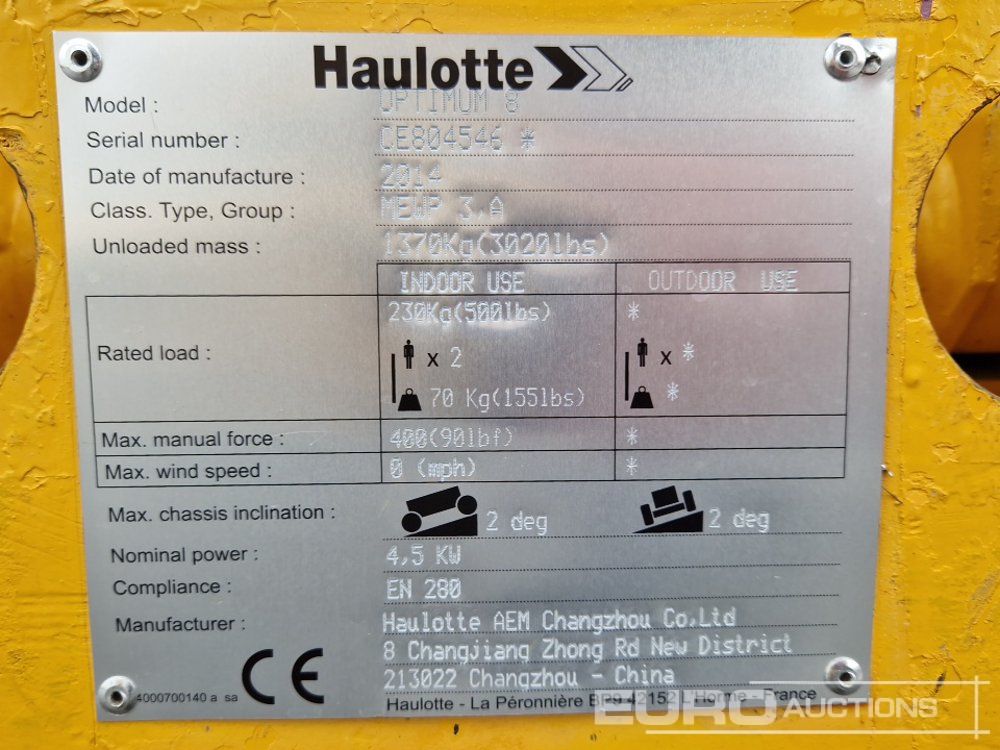 Haulotte
Model : OPTIMUM 8
Serial number : CE804546 *
Date of manufacture : 2014
Class. Type, Group : MEWP 3,A
Unloaded mass : 1370Kg(3020lbs)
INDOOR USE OUTDOOR USE
230Kg(500lbs) *
Rated load : x 2 x *
70 Kg(155lbs) *
Max. manual force : 400(90lbf) *
Max. wind speed : 0 (mph) *
Max. chassis inclination : 2 deg 2 deg
Nominal power : 4,5 KW
Compliance : EN 280
Manufacturer : Haulotte AEM Changzhou Co,Ltd
8 Changjiang Zhong Rd New District
213022 Changzhou - China
CE
4000700140 a sa
Haulotte - La Péronnière BP9 42152 L'Horme - France
EURO AUCTIONS